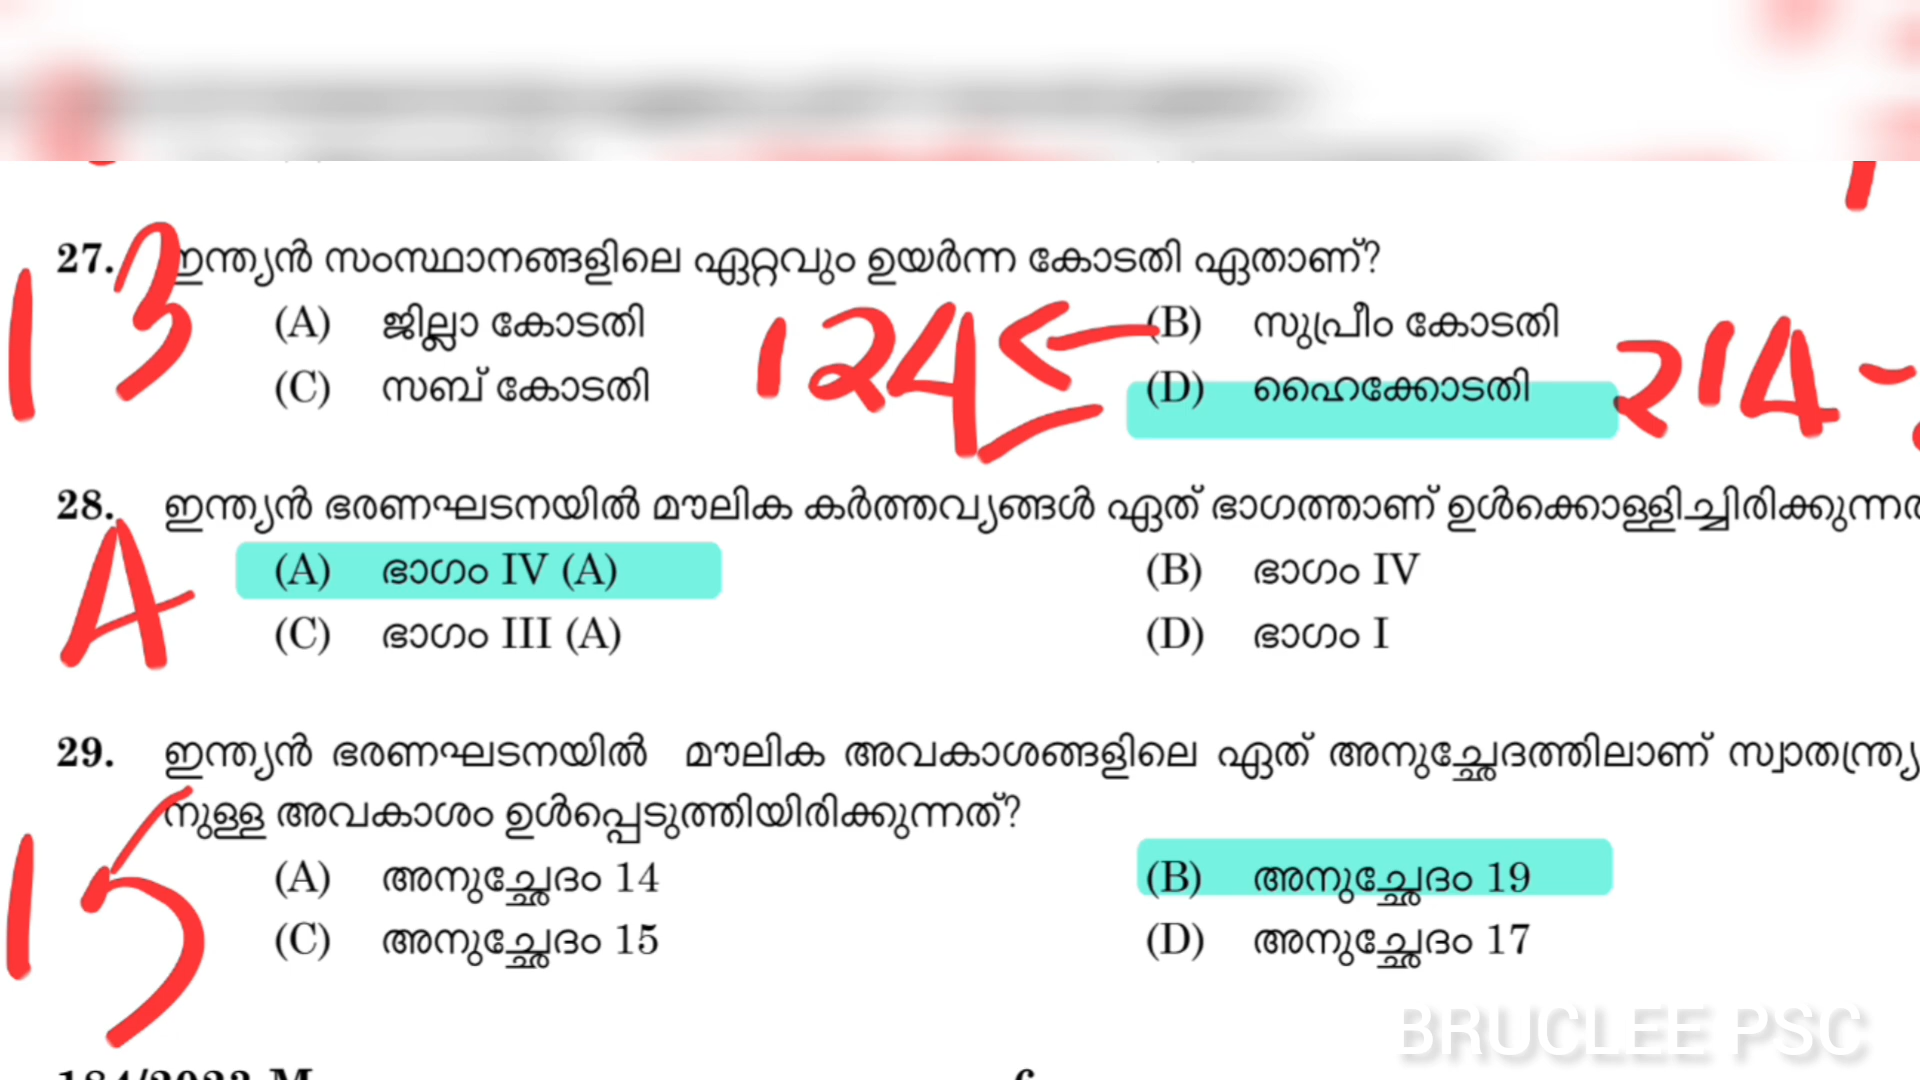 27. ഇന്ത്യൻ സംസ്ഥാനങ്ങളിലെ ഏറ്റവും ഉയർന്ന കോടതി ഏതാണ്?
13
(A) ജില്ലാ കോടതി (B) സുപ്രീം കോടതി
124 214
(C) സബ് കോടതി (D) ഹൈക്കോടതി
28. ഇന്ത്യൻ ഭരണഘടനയിൽ മൗലിക കർത്തവ്യങ്ങൾ ഏത് ഭാഗത്താണ് ഉൾക്കൊള്ളിച്ചിരിക്കുന്നത
A
(A) ഭാഗം IV (A) (B) ഭാഗം IV
(C) ഭാഗം III (A) (D) ഭാഗം I
29. ഇന്ത്യൻ ഭരണഘടനയിൽ മൗലിക അവകാശങ്ങളിലെ ഏത് അനുച്ഛേദത്തിലാണ് സ്വാതന്ത്ര്യ
നുള്ള അവകാശം ഉൾപ്പെടുത്തിയിരിക്കുന്നത്?
15
(A) അനുച്ഛേദം 14 (B) അനുച്ഛേദം 19
(C) അനുച്ഛേദം 15 (D) അനുച്ഛേദം 17
BRUCLEE PSC